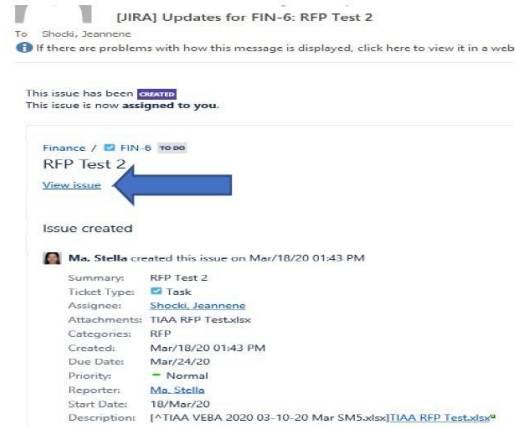 [JIRA] Updates for FIN-6: RFP Test 2
To Shocki, Jeannene
If there are problems with how this message is displayed, click here to view it in a web
This issue has been CREATED
This issue is now assigned to you.
Finance / FIN-6 TO DO
RFP Test 2
View issue
Issue created
Ma, Stella created this issue on Mar/18/20 01:43 PM
Summary: RFP Test 2
Ticket Type: Task
Assignee: Shocki, Jeannene
Attachments: TIAA RFP Test.xlsx
Categories: RFP
Created: Mar/18/20 01:43 PM
Due Date: Mar/24/20
Priority: Normal
Reporter: Ma, Stella
Start Date: 18/Mar/20
Description: [^TIAA VEBA 2020 03-10-20 Mar SM5.xlsx]TIAA RFP Test.xlsx